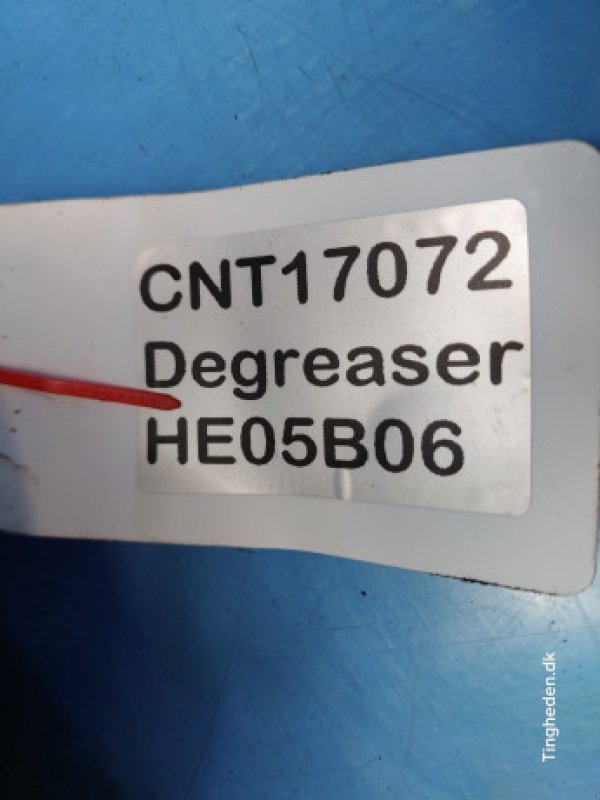 CNT17072
Degreaser
HE05B06
Tingheden.dk